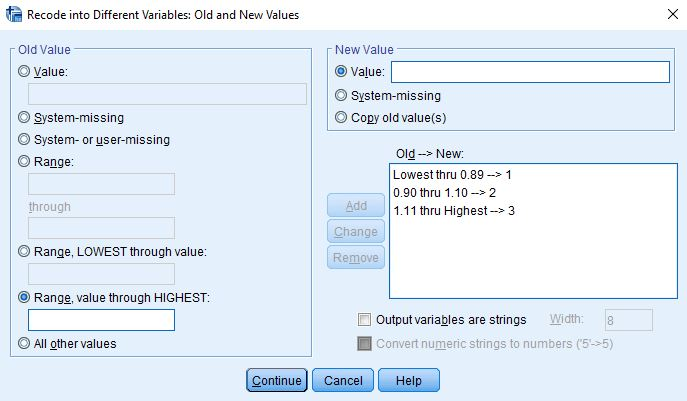 Recode into Different Variables: Old and New Values
Old Value
Value:
System-missing
System- or user-missing
Range:
through
Range, LOWEST through value:
Range, value through HIGHEST:
All other values
New Value
Value:
System-missing
Copy old value(s)
Old --> New:
Lowest thru 0.89 --> 1
0.90 thru 1.10 --> 2
1.11 thru Highest --> 3
Add
Change
Remove
Output variables are strings Width: 8
Convert numeric strings to numbers ('5'->5)
Continue Cancel Help